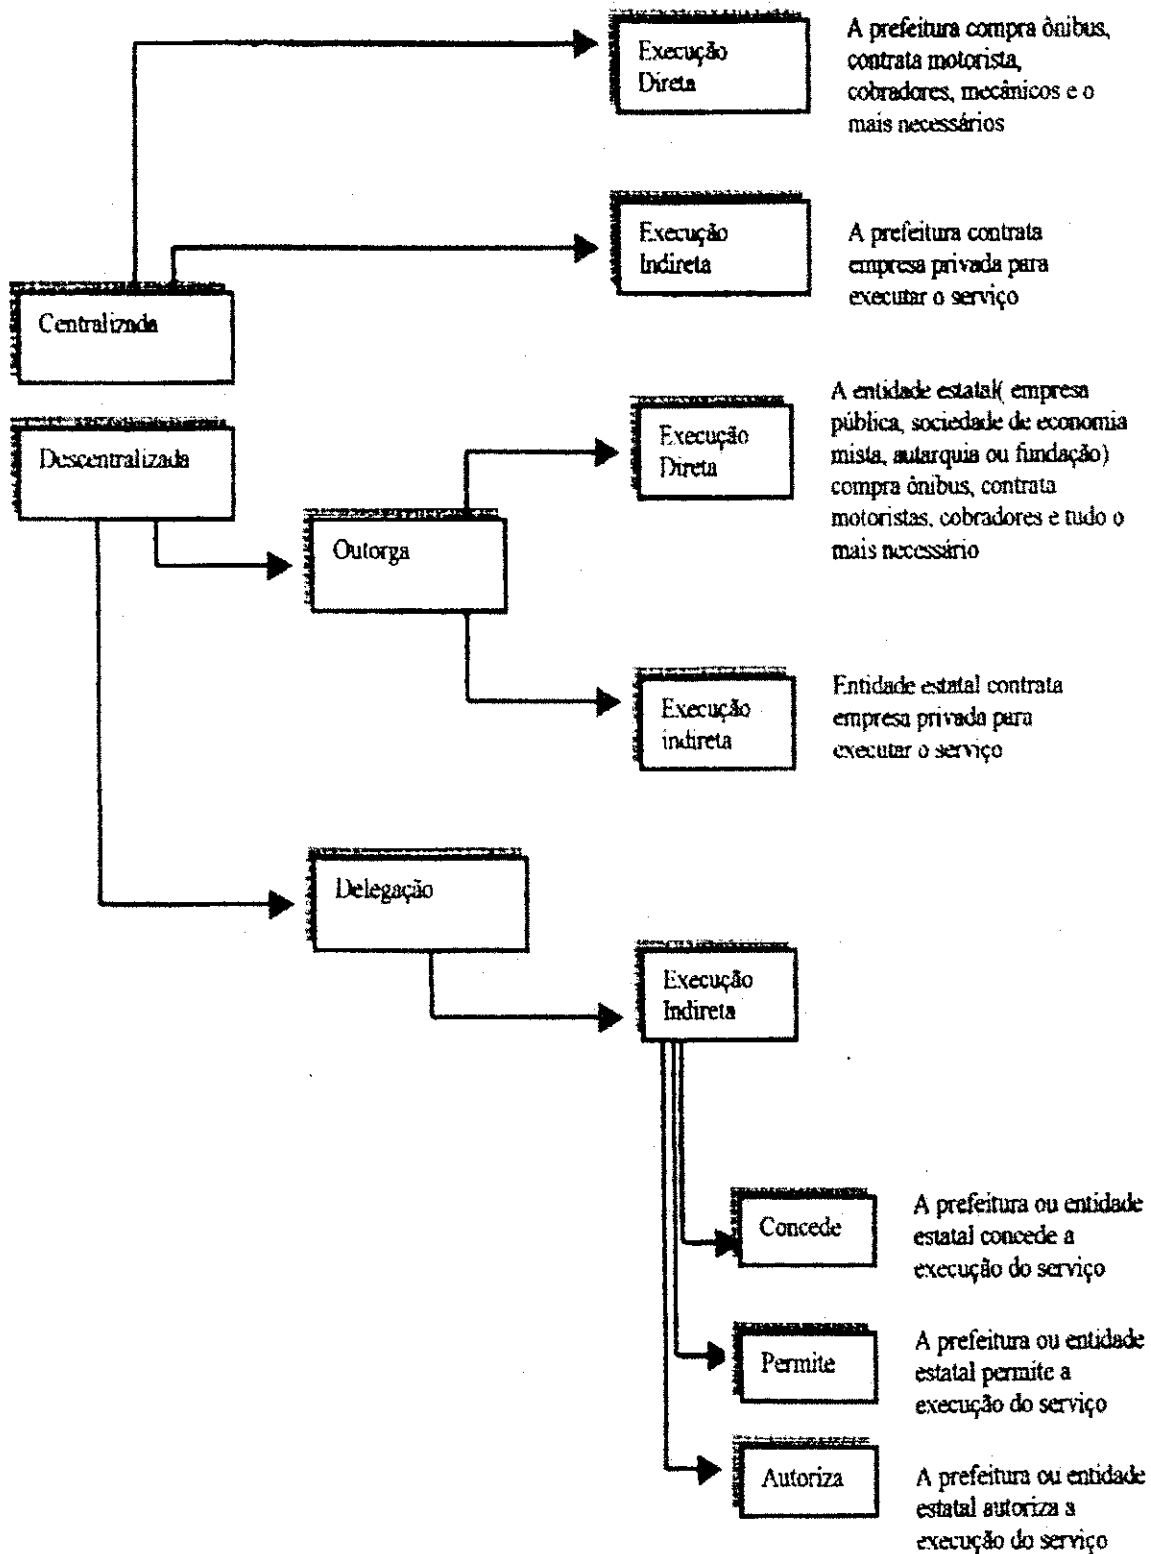 Execução
Direta
A prefeitura compra ônibus,
contrata motorista,
cobradores, mecânicos e o
mais necessários
Execução
Indireta
A prefeitura contrata
empresa privada para
executar o serviço
Centralizada
Descentralizada
Execução
Direta
A entidade estatal( empresa
pública, sociedade de economia
mista, autarquia ou fundação)
compra ônibus, contrata
motoristas, cobradores e tudo o
mais necessário
Outorga
Execução
indireta
Entidade estatal contrata
empresa privada para
executar o serviço
Delegação
Execução
Indireta
Concede
A prefeitura ou entidade
estatal concede a
execução do serviço
Permite
A prefeitura ou entidade
estatal permite a
execução do serviço
Autoriza
A prefeitura ou entidade
estatal autoriza a
execução do serviço